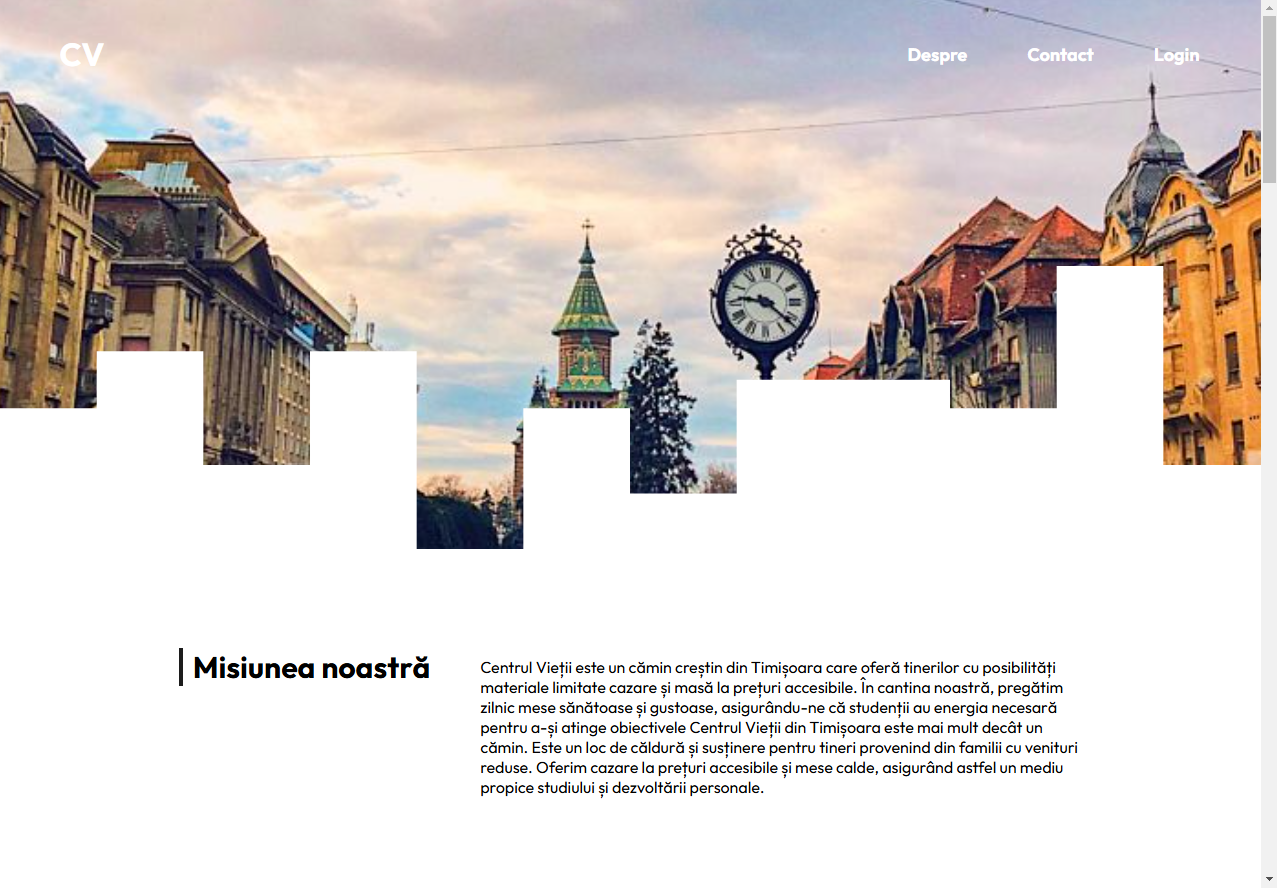 CV
Despre
Contact
Login
Misiunea noastră
Centrul Vieții este un cămin creștin din Timișoara care oferă tinerilor cu posibilități
materiale limitate cazare și masă la prețuri accesibile. În cantina noastră, pregătim
zilnic mese sănătoase și gustoase, asigurându-ne că studenții au energia necesară
pentru a-și atinge obiectivele Centrul Vieții din Timișoara este mai mult decât un
cămin. Este un loc de căldură și susținere pentru tineri provenind din familii cu venituri
reduse. Oferim cazare la prețuri accesibile și mese calde, asigurând astfel un mediu
propice studiului și dezvoltării personale.